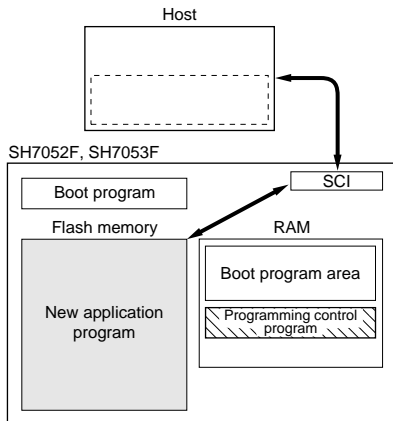 Host
SH7052F, SH7053F
SCI
Boot program
Flash memory
RAM
Boot program area
New application
program
Programming control
program